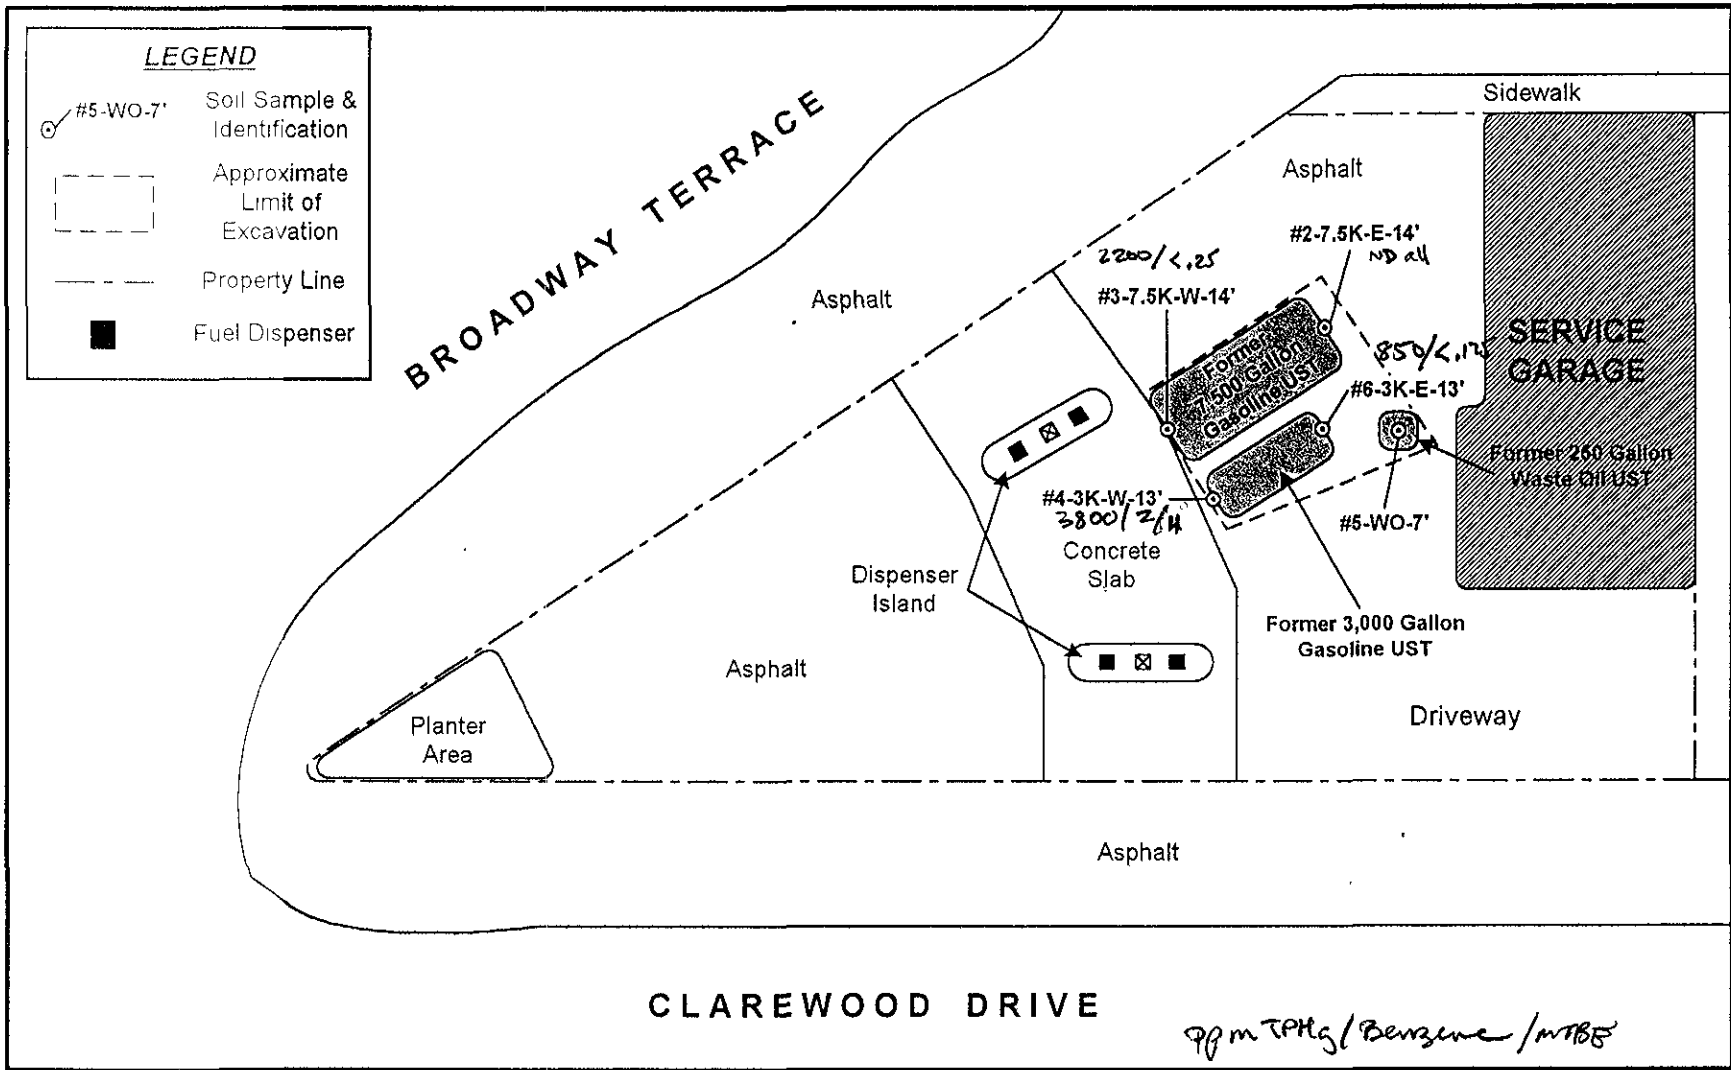 LEGEND
#5-WO-7'
Soil Sample &
Identification
Approximate
Limit of
Excavation
Property Line
Fuel Dispenser
BROADWAY TERRACE
Sidewalk
Asphalt
#2-7.5K-E-14'
ND all
2200/<.25
#3-7.5K-W-14'
Asphalt
Former
7,500 Gallon
Gasoline UST
850/<.125
SERVICE
GARAGE
#6-3K-E-13'
Former 250 Gallon
Waste Oil UST
#4-3K-W-13'
3800/2/11
#5-WO-7'
Concrete
Slab
Dispenser
Island
Former 3,000 Gallon
Gasoline UST
Asphalt
Planter
Area
Driveway
Asphalt
CLAREWOOD DRIVE
ppm TPHg/Benzene/MTBE